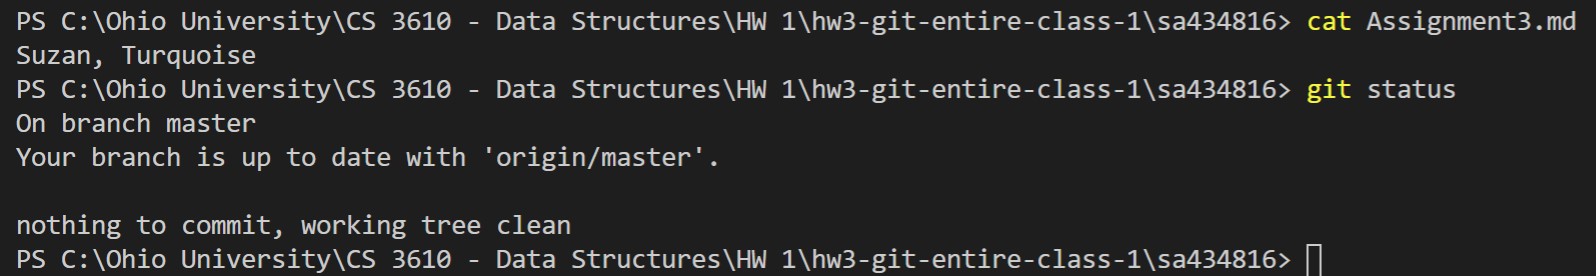 PS C:\Ohio University\CS 3610 - Data Structures\HW 1\hw3-git-entire-class-1\sa434816> cat Assignment3.md
Suzan, Turquoise
PS C:\Ohio University\CS 3610 - Data Structures\HW 1\hw3-git-entire-class-1\sa434816> git status
On branch master
Your branch is up to date with 'origin/master'.
nothing to commit, working tree clean
PS C:\Ohio University\CS 3610 - Data Structures\HW 1\hw3-git-entire-class-1\sa434816>